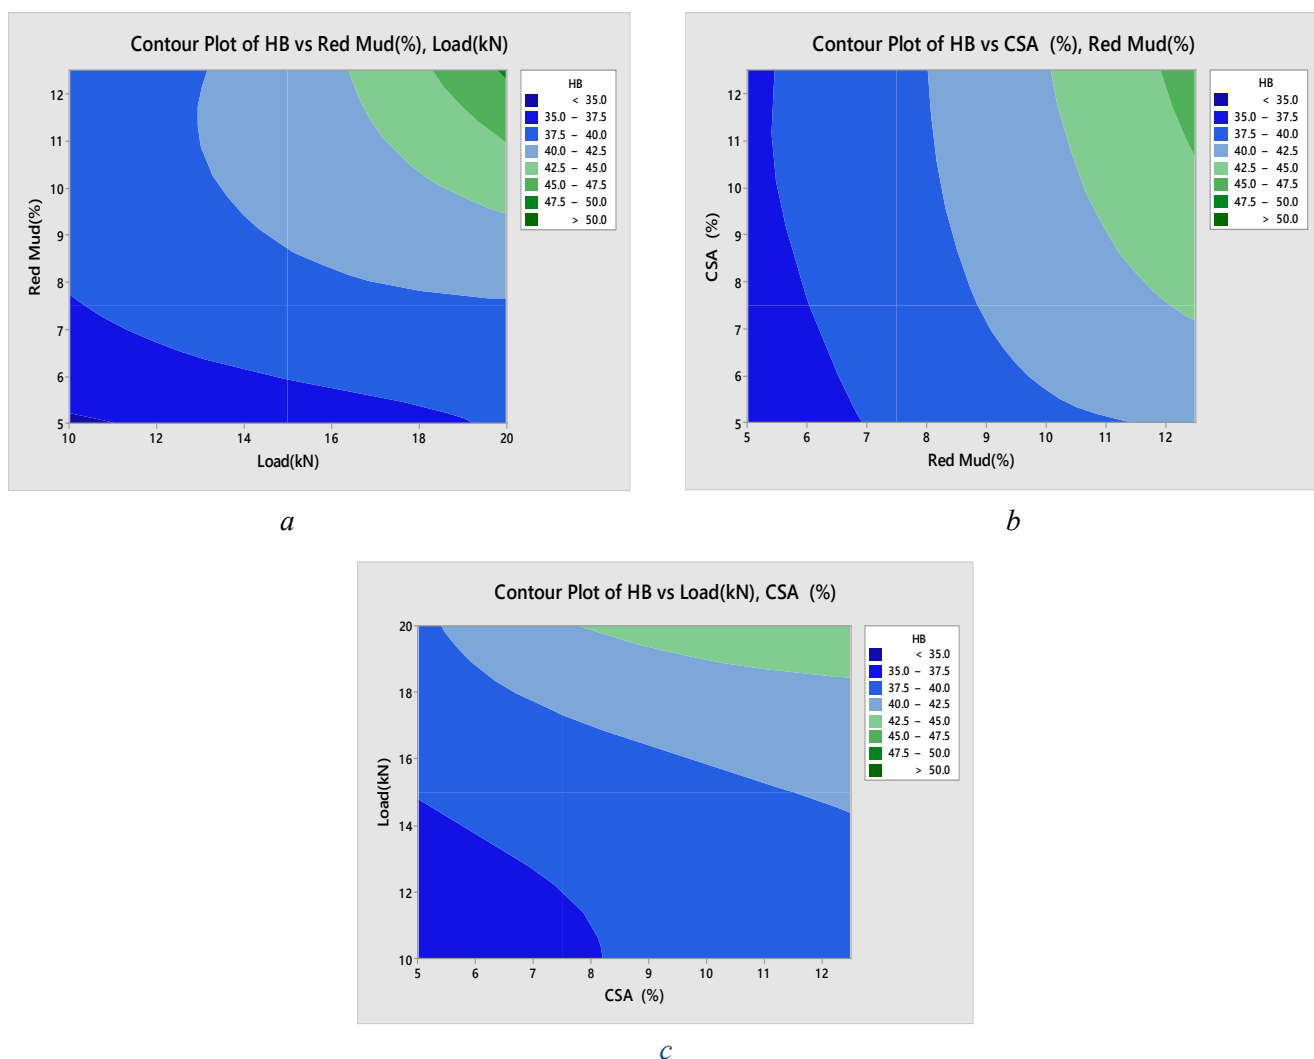 Contour Plot of HB vs Red Mud(%), Load(kN)
Red Mud(%)
12
11
10
9
8
7
6
5
10 12 14 16 18 20
Load(kN)
HB
< 35.0
35.0 – 37.5
37.5 – 40.0
40.0 – 42.5
42.5 – 45.0
45.0 – 47.5
47.5 – 50.0
> 50.0
a
Contour Plot of HB vs CSA (%), Red Mud(%)
CSA (%)
12
11
10
9
8
7
6
5
5 6 7 8 9 10 11 12
Red Mud(%)
HB
< 35.0
35.0 – 37.5
37.5 – 40.0
40.0 – 42.5
42.5 – 45.0
45.0 – 47.5
47.5 – 50.0
> 50.0
b
Contour Plot of HB vs Load(kN), CSA (%)
Load(kN)
20
18
16
14
12
10
5 6 7 8 9 10 11 12
CSA (%)
HB
< 35.0
35.0 – 37.5
37.5 – 40.0
40.0 – 42.5
42.5 – 45.0
45.0 – 47.5
47.5 – 50.0
> 50.0
c